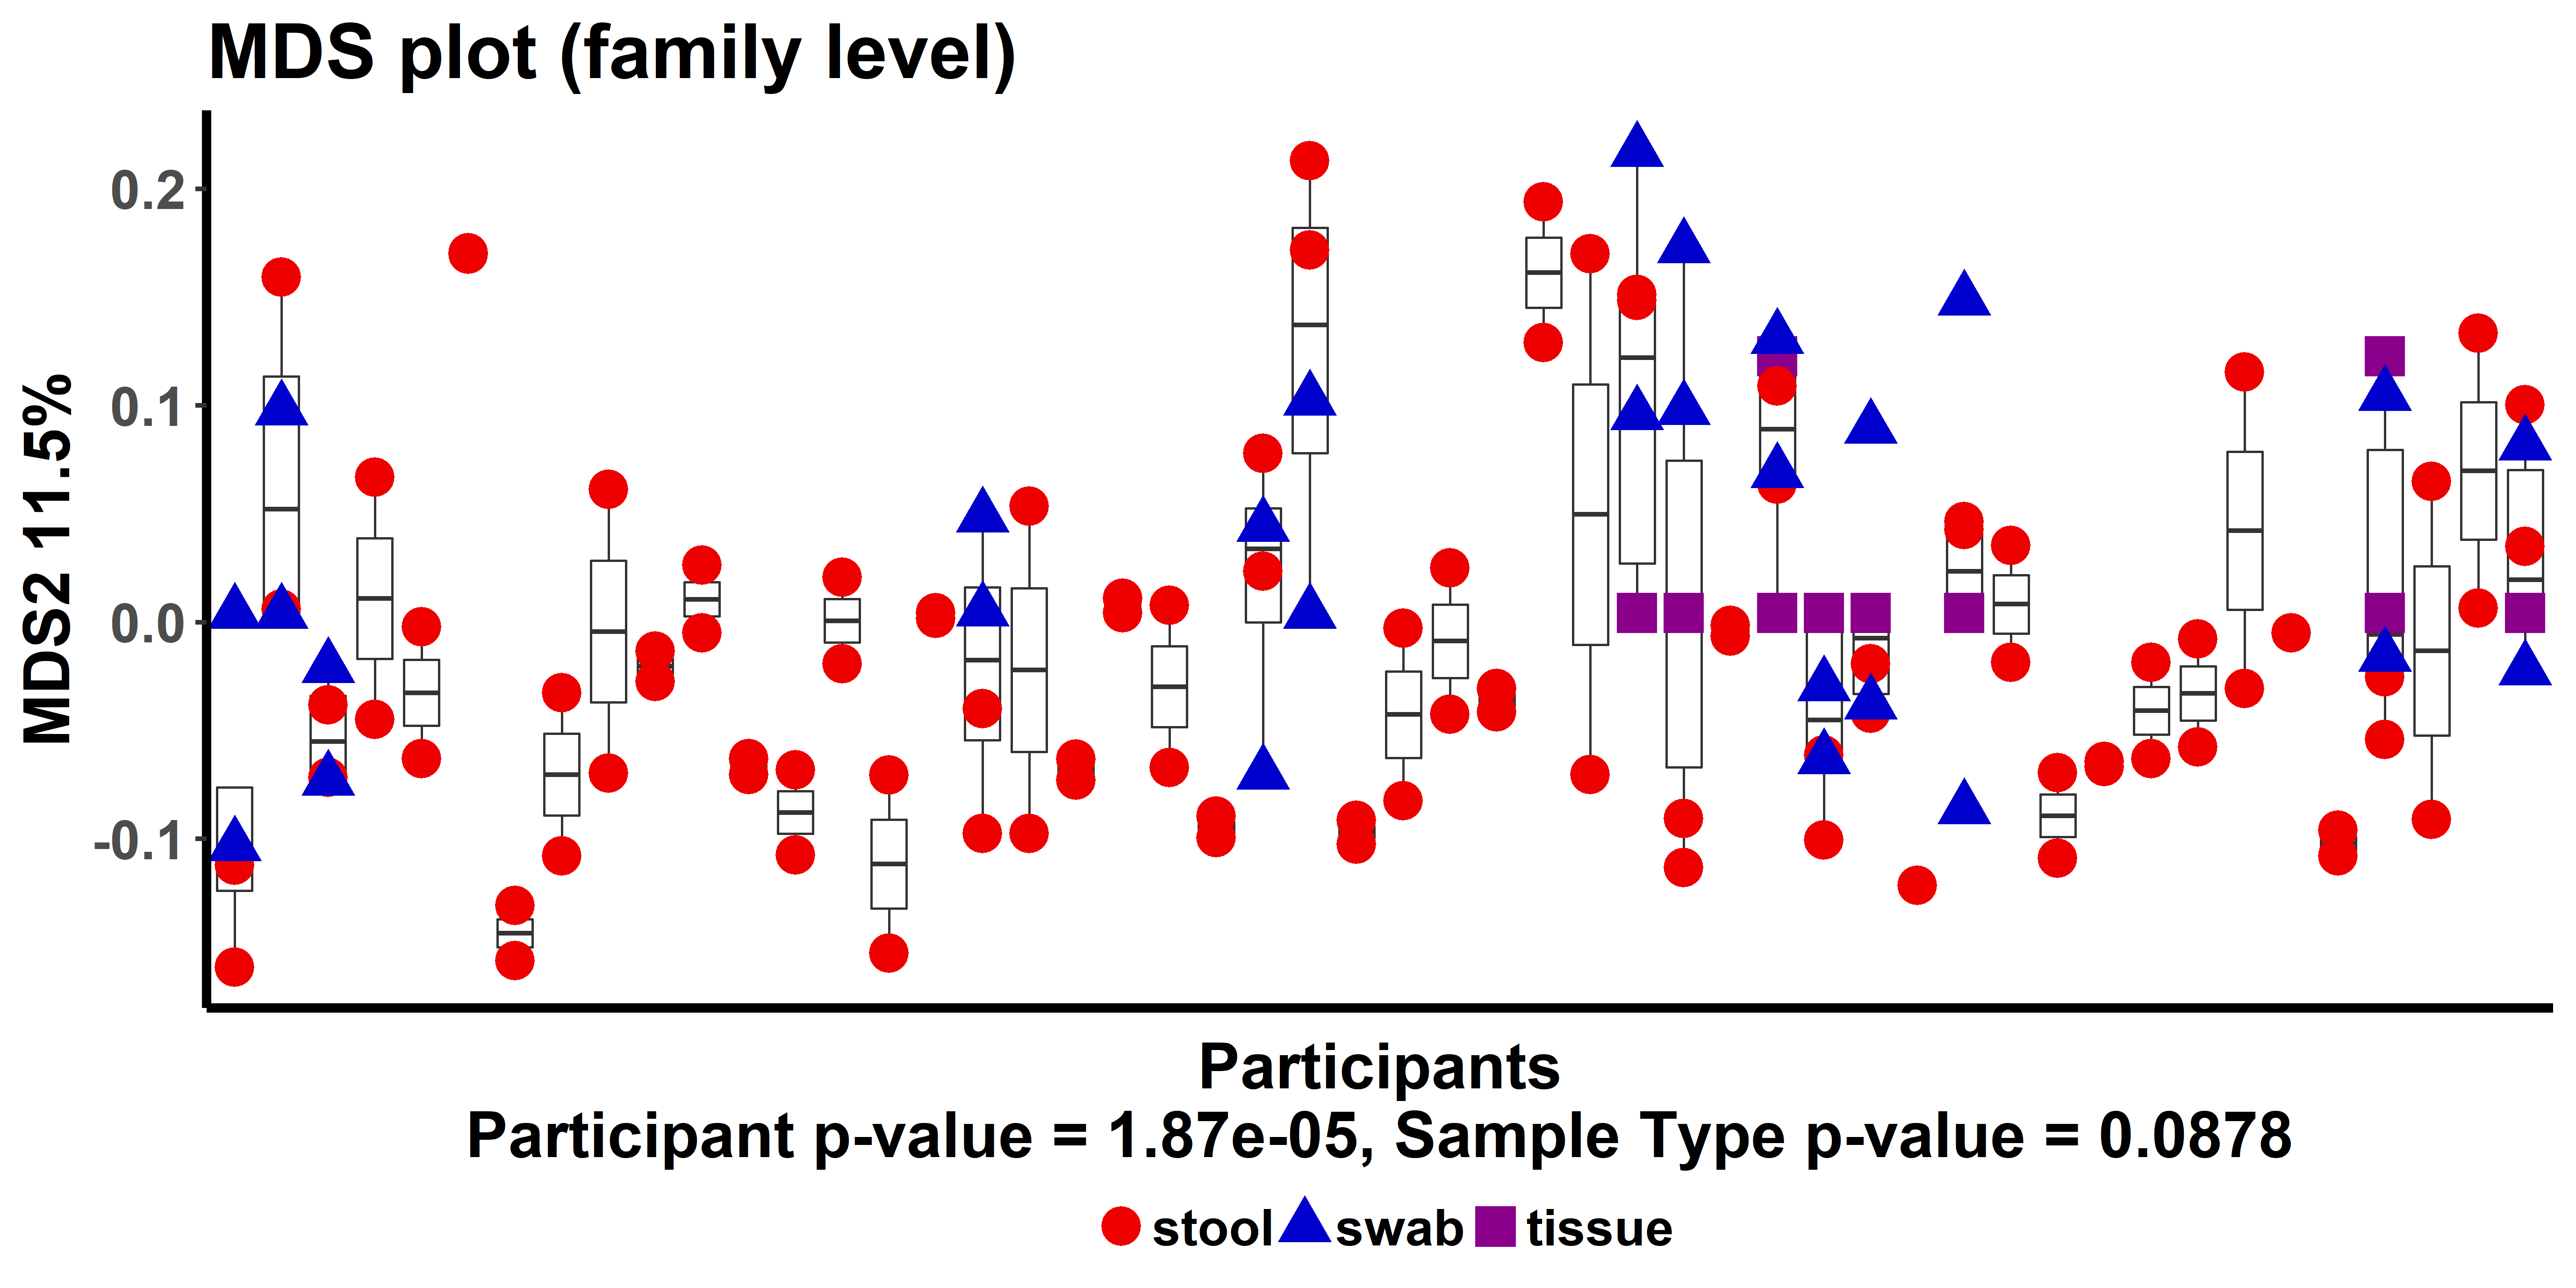 MDS plot (family level)
MDS2 11.5%
0.2
0.1
0.0
-0.1
Participants
Participant p-value = 1.87e-05, Sample Type p-value = 0.0878
stool swab tissue